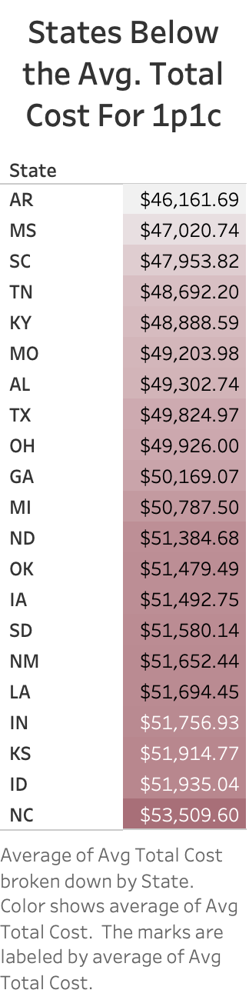 States Below
the Avg. Total
Cost For 1p1c
State
AR $46,161.69
MS $47,020.74
SC $47,953.82
TN $48,692.20
KY $48,888.59
MO $49,203.98
AL $49,302.74
TX $49,824.97
OH $49,926.00
GA $50,169.07
MI $50,787.50
ND $51,384.68
OK $51,479.49
IA $51,492.75
SD $51,580.14
NM $51,652.44
LA $51,694.45
IN $51,756.93
KS $51,914.77
ID $51,935.04
NC $53,509.60
Average of Avg Total Cost
broken down by State.
Color shows average of Avg
Total Cost.  The marks are
labeled by average of Avg
Total Cost.